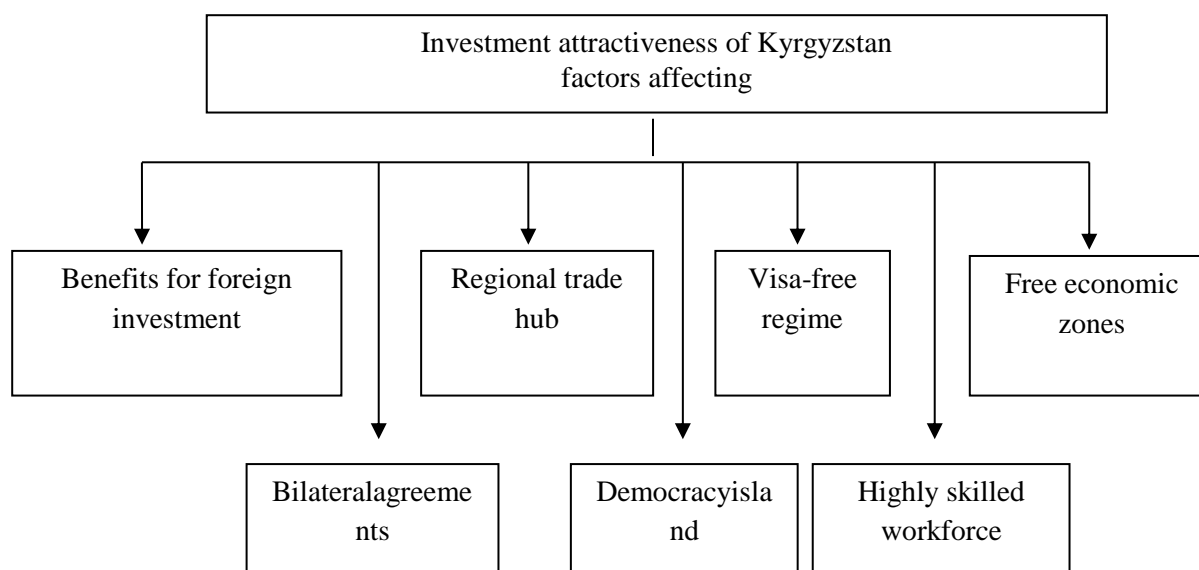 Investment attractiveness of Kyrgyzstan
factors affecting
Benefits for foreign
investment
Regional trade
hub
Visa-free
regime
Free economic
zones
Bilateralagreeme
nts
Democracyisla
nd
Highly skilled
workforce